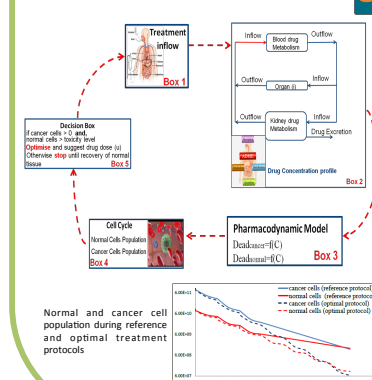 Treatment
inflow
Box 1
Inflow
Outflow
Blood drug
Metabolism
Outflow
Inflow
Organ (i)
Outflow
Inflow
Kidney drug
Metabolism
Drug Excretion
Drug Concentration profile
Box 2
Decision Box
if cancer cells > 0 and,
normal cells > toxicity level
Optimise and suggest drug dose (u)
Otherwise stop until recovery of normal
tissue
Box 5
Cell Cycle
Normal Cells Population
Cancer Cells Population
Box 4
Pharmacodynamic Model
Deadcancer=f(C)
Deadnormal=f(C)
Box 3
Normal and cancer cell
population during reference
and optimal treatment
protocols
cancer cells (reference protocol)
normal cells (reference protocol
cancer cells (optimal protocol)
normal cells (optimal protocol)
6.00E+11
6.00E+10
6.00E+09
6.00E+08
6.00E+07